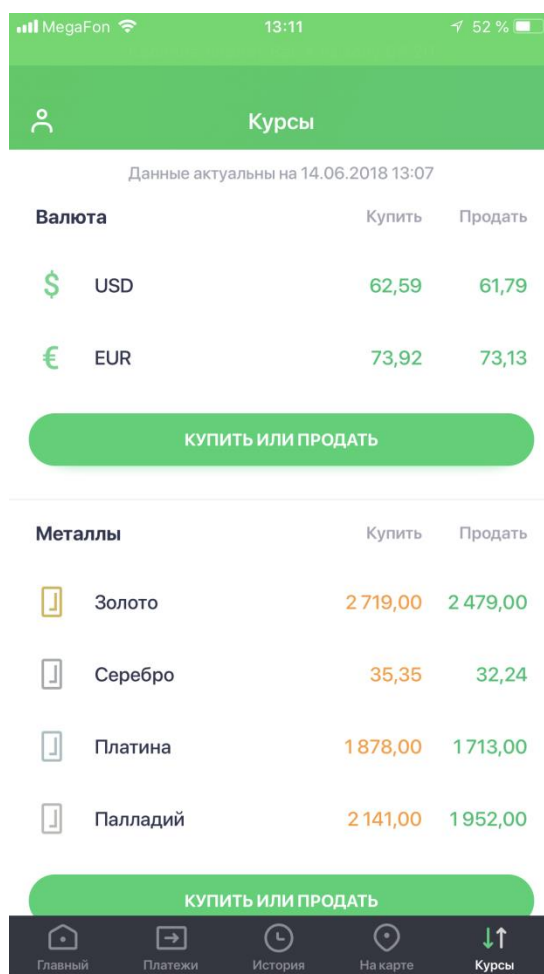 MegaFon 13:11 52 %
Курсы
Данные актуальны на 14.06.2018 13:07
Валюта Купить Продать
$ USD 62,59 61,79
€ EUR 73,92 73,13
КУПИТЬ ИЛИ ПРОДАТЬ
Металлы Купить Продать
Золото 2 719,00 2 479,00
Серебро 35,35 32,24
Платина 1 878,00 1 713,00
Палладий 2 141,00 1 952,00
КУПИТЬ ИЛИ ПРОДАТЬ
Главный Платежи История На карте Курсы